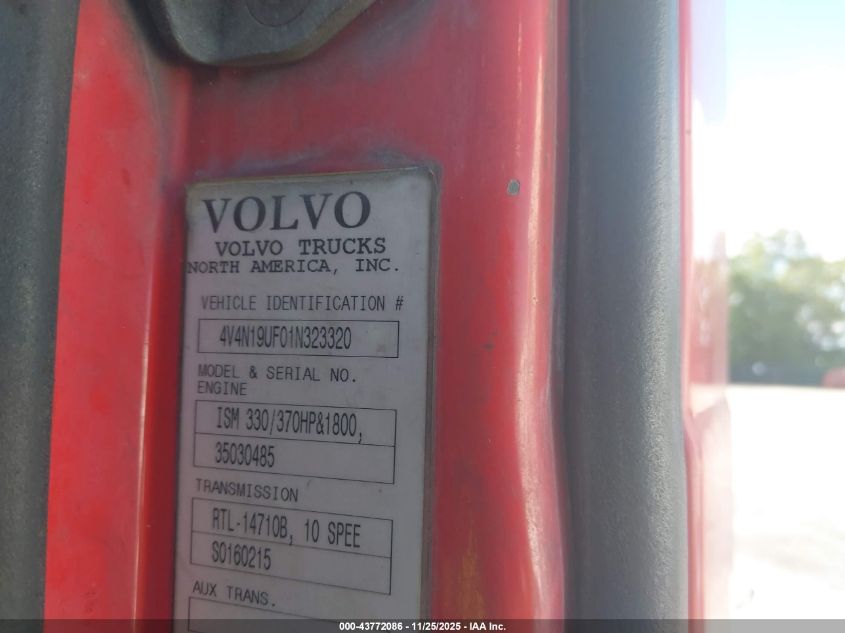 VOLVO
VOLVO TRUCKS
NORTH AMERICA, INC.
VEHICLE IDENTIFICATION #
4V4N19UF01N323320
MODEL & SERIAL NO.
ENGINE
ISM 330/370HP&1800,
35030485
TRANSMISSION
RTL-14710B, 10 SPEE
S0160215
AUX TRANS.
000-43772086 - 11/25/2025 - IAA Inc.